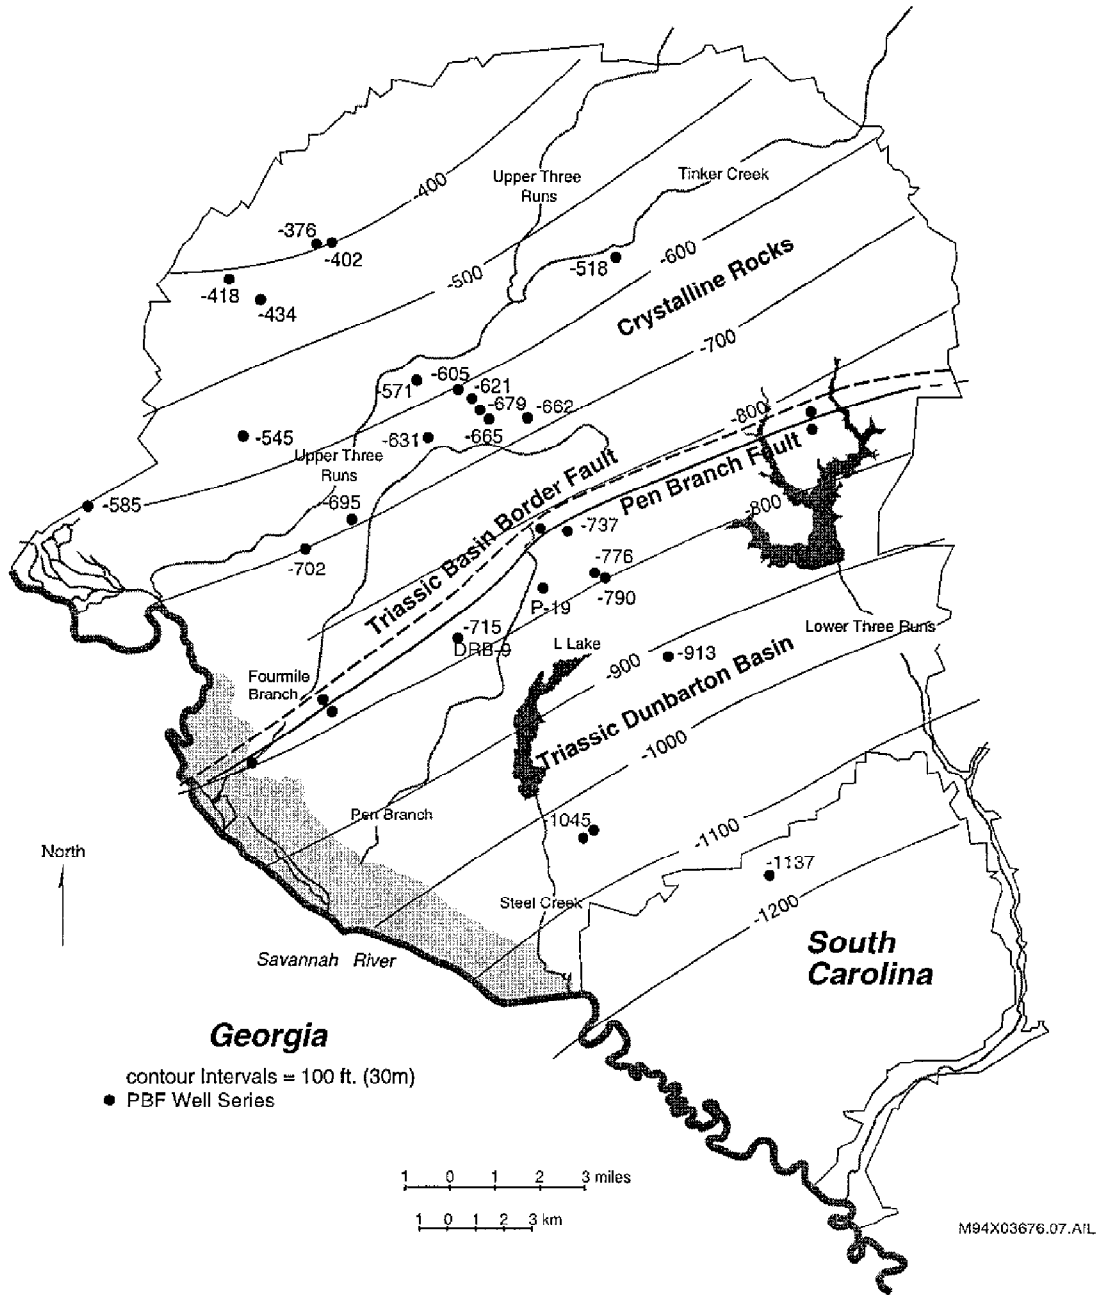 Upper Three
Runs
Tinker Creek
-400
-376
-402
-600
-518
-500
-418
-434
Crystalline Rocks
-700
-605
-571
-621
-679
-662
-800
-545
-631
-665
Upper Three
Runs
Triassic Basin Border Fault
Pen Branch Fault
-585
-695
-800
-737
-702
-776
-790
P-19
-715
DRB-9
Lower Three Runs
L Lake
-913
-900
Fourmile
Branch
Triassic Dunbarton Basin
-1000
Pen Branch
-1045
-1100
North
-1137
Steel Creek
-1200
South
Carolina
Savannah River
Georgia
contour Intervals = 100 ft. (30m)
PBF Well Series
1 0 1 2 3 miles
1 0 1 2 3 km
M94X03676.07.AIL